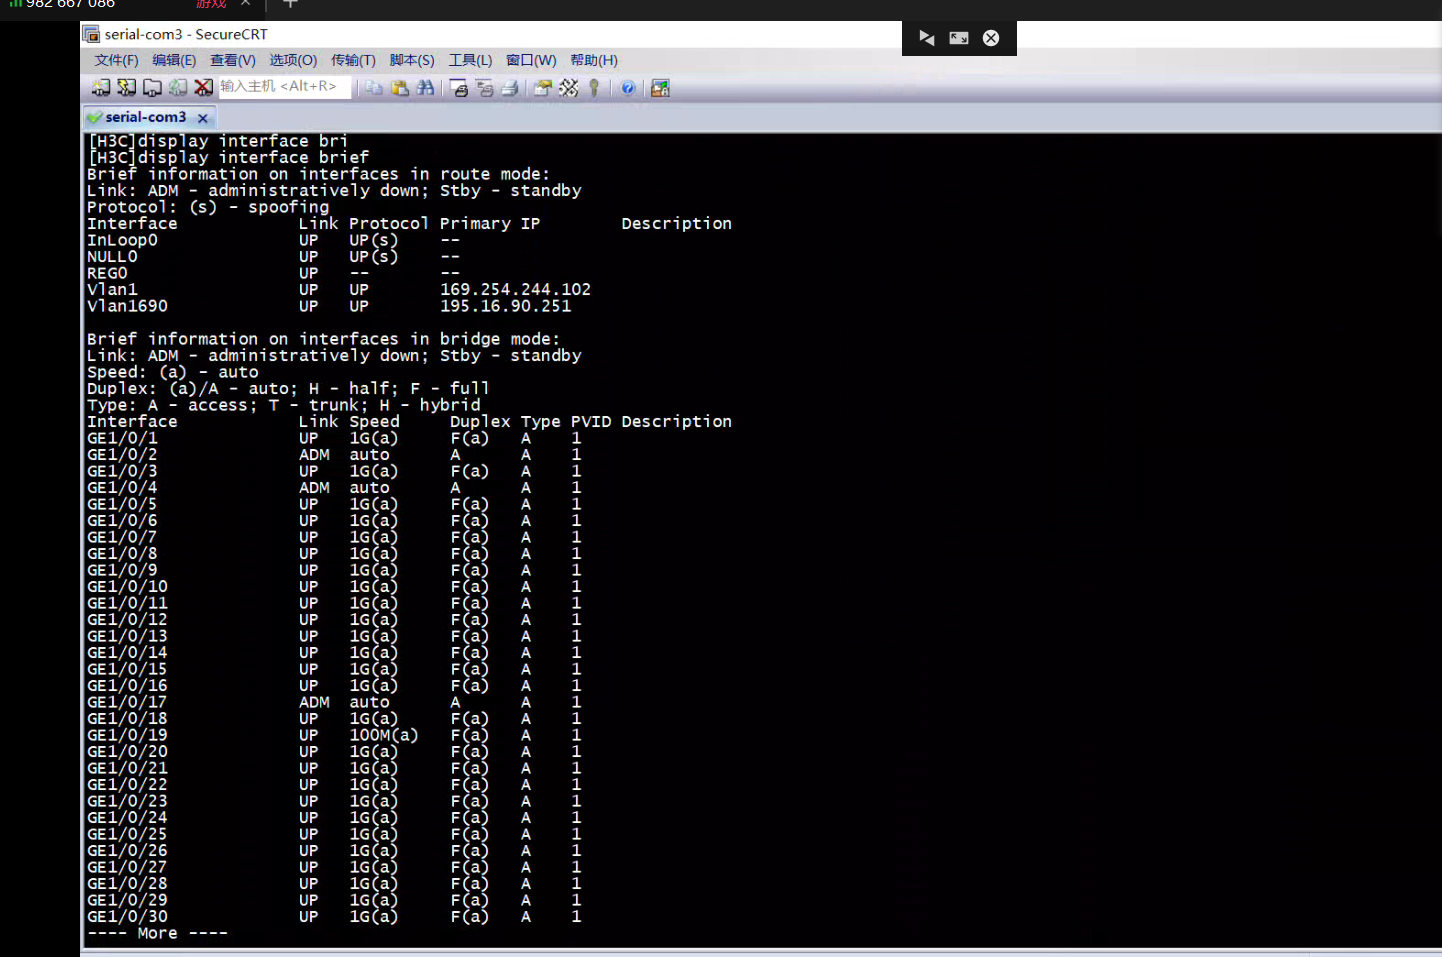 982 667 086 游戏
serial-com3 - SecureCRT
文件(F) 编辑(E) 查看(V) 选项(O) 传输(T) 脚本(S) 工具(L) 窗口(W) 帮助(H)
输入主机 <Alt+R>
serial-com3
[H3C]display interface bri
[H3C]display interface brief
Brief information on interfaces in route mode:
Link: ADM - administratively down; Stby - standby
Protocol: (s) - spoofing
Interface Link Protocol Primary IP Description
InLoop0 UP UP(s) --
NULL0 UP UP(s) --
REG0 UP -- --
Vlan1 UP UP 169.254.244.102
Vlan1690 UP UP 195.16.90.251
Brief information on interfaces in bridge mode:
Link: ADM - administratively down; Stby - standby
Speed: (a) - auto
Duplex: (a)/A - auto; H - half; F - full
Type: A - access; T - trunk; H - hybrid
Interface Link Speed Duplex Type PVID Description
GE1/0/1 UP 1G(a) F(a) A 1
GE1/0/2 ADM auto A A 1
GE1/0/3 UP 1G(a) F(a) A 1
GE1/0/4 ADM auto A A 1
GE1/0/5 UP 1G(a) F(a) A 1
GE1/0/6 UP 1G(a) F(a) A 1
GE1/0/7 UP 1G(a) F(a) A 1
GE1/0/8 UP 1G(a) F(a) A 1
GE1/0/9 UP 1G(a) F(a) A 1
GE1/0/10 UP 1G(a) F(a) A 1
GE1/0/11 UP 1G(a) F(a) A 1
GE1/0/12 UP 1G(a) F(a) A 1
GE1/0/13 UP 1G(a) F(a) A 1
GE1/0/14 UP 1G(a) F(a) A 1
GE1/0/15 UP 1G(a) F(a) A 1
GE1/0/16 UP 1G(a) F(a) A 1
GE1/0/17 ADM auto A A 1
GE1/0/18 UP 1G(a) F(a) A 1
GE1/0/19 UP 100M(a) F(a) A 1
GE1/0/20 UP 1G(a) F(a) A 1
GE1/0/21 UP 1G(a) F(a) A 1
GE1/0/22 UP 1G(a) F(a) A 1
GE1/0/23 UP 1G(a) F(a) A 1
GE1/0/24 UP 1G(a) F(a) A 1
GE1/0/25 UP 1G(a) F(a) A 1
GE1/0/26 UP 1G(a) F(a) A 1
GE1/0/27 UP 1G(a) F(a) A 1
GE1/0/28 UP 1G(a) F(a) A 1
GE1/0/29 UP 1G(a) F(a) A 1
GE1/0/30 UP 1G(a) F(a) A 1
---- More ----